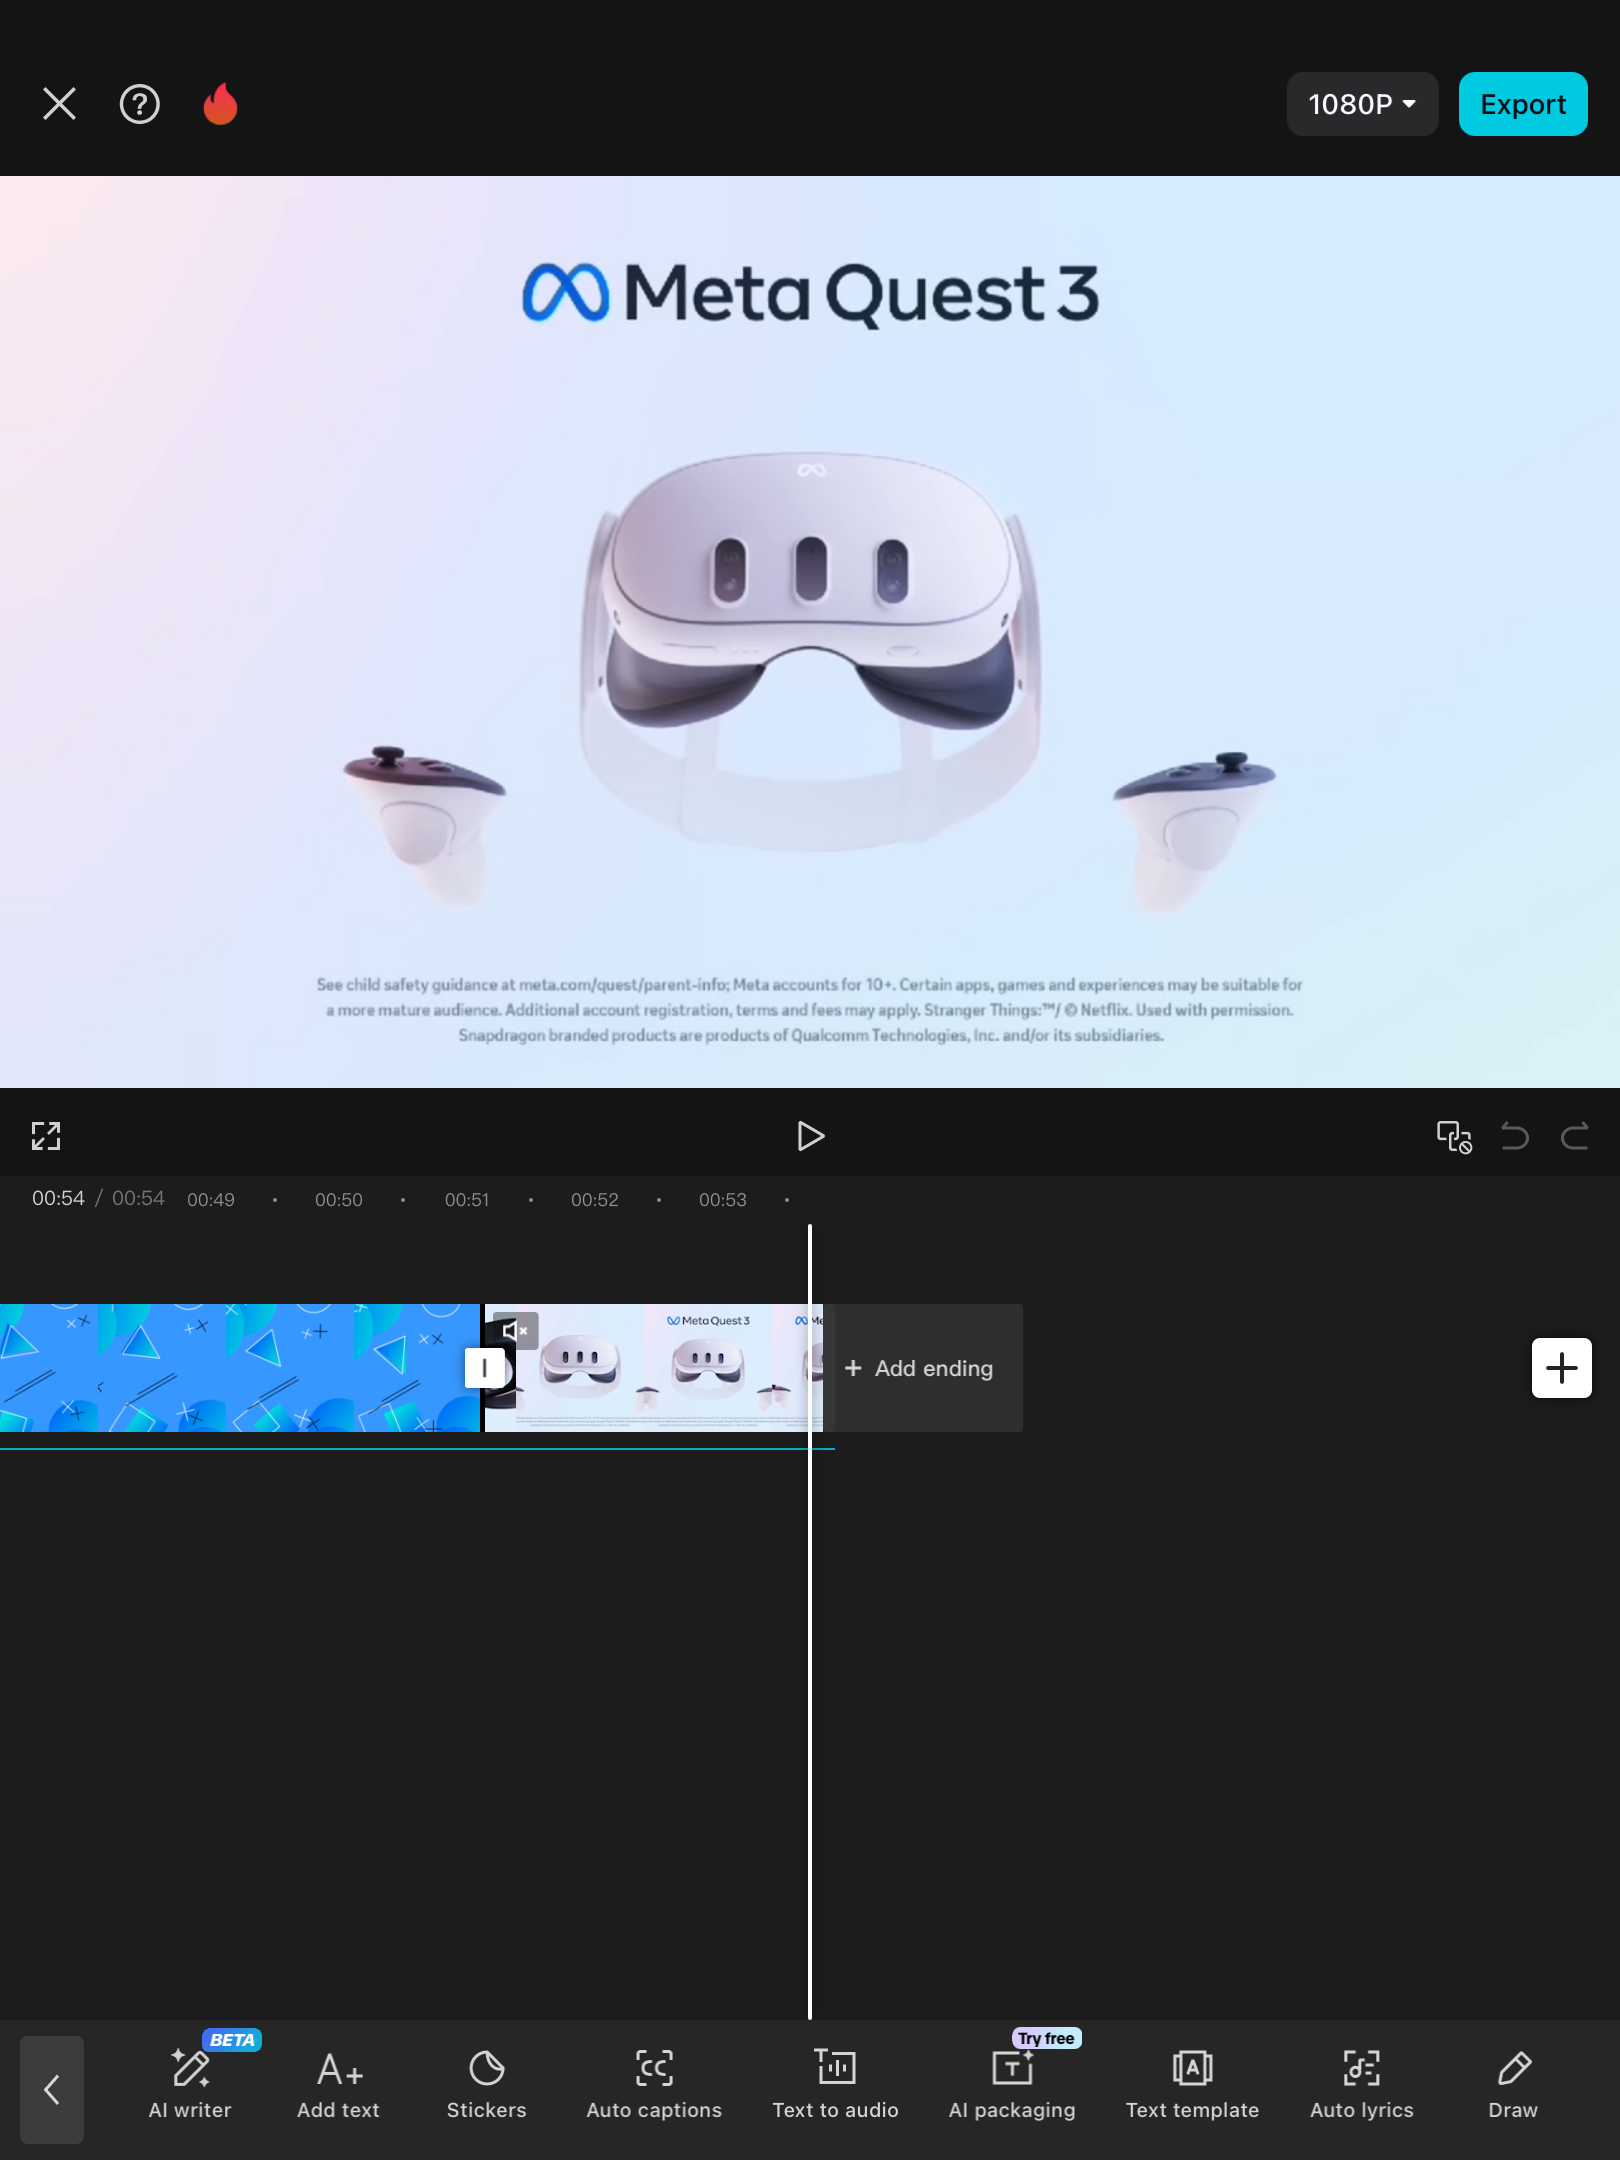 1080P
Export
Meta Quest 3
See child safety guidance at meta.com/quest/parent-info; Meta accounts for 10+. Certain apps, games and experiences may be suitable for
a more mature audience. Additional account registration, terms and fees may apply. Stranger Things:™/ © Netflix. Used with permission.
Snapdragon branded products are products of Qualcomm Technologies, Inc. and/or its subsidiaries.
00:54 / 00:54 00:49 00:50 00:51 00:52 00:53
Meta Quest 3
Me
+ Add ending
BETA
Try free
AI writer
Add text
Stickers
Auto captions
Text to audio
AI packaging
Text template
Auto lyrics
Draw